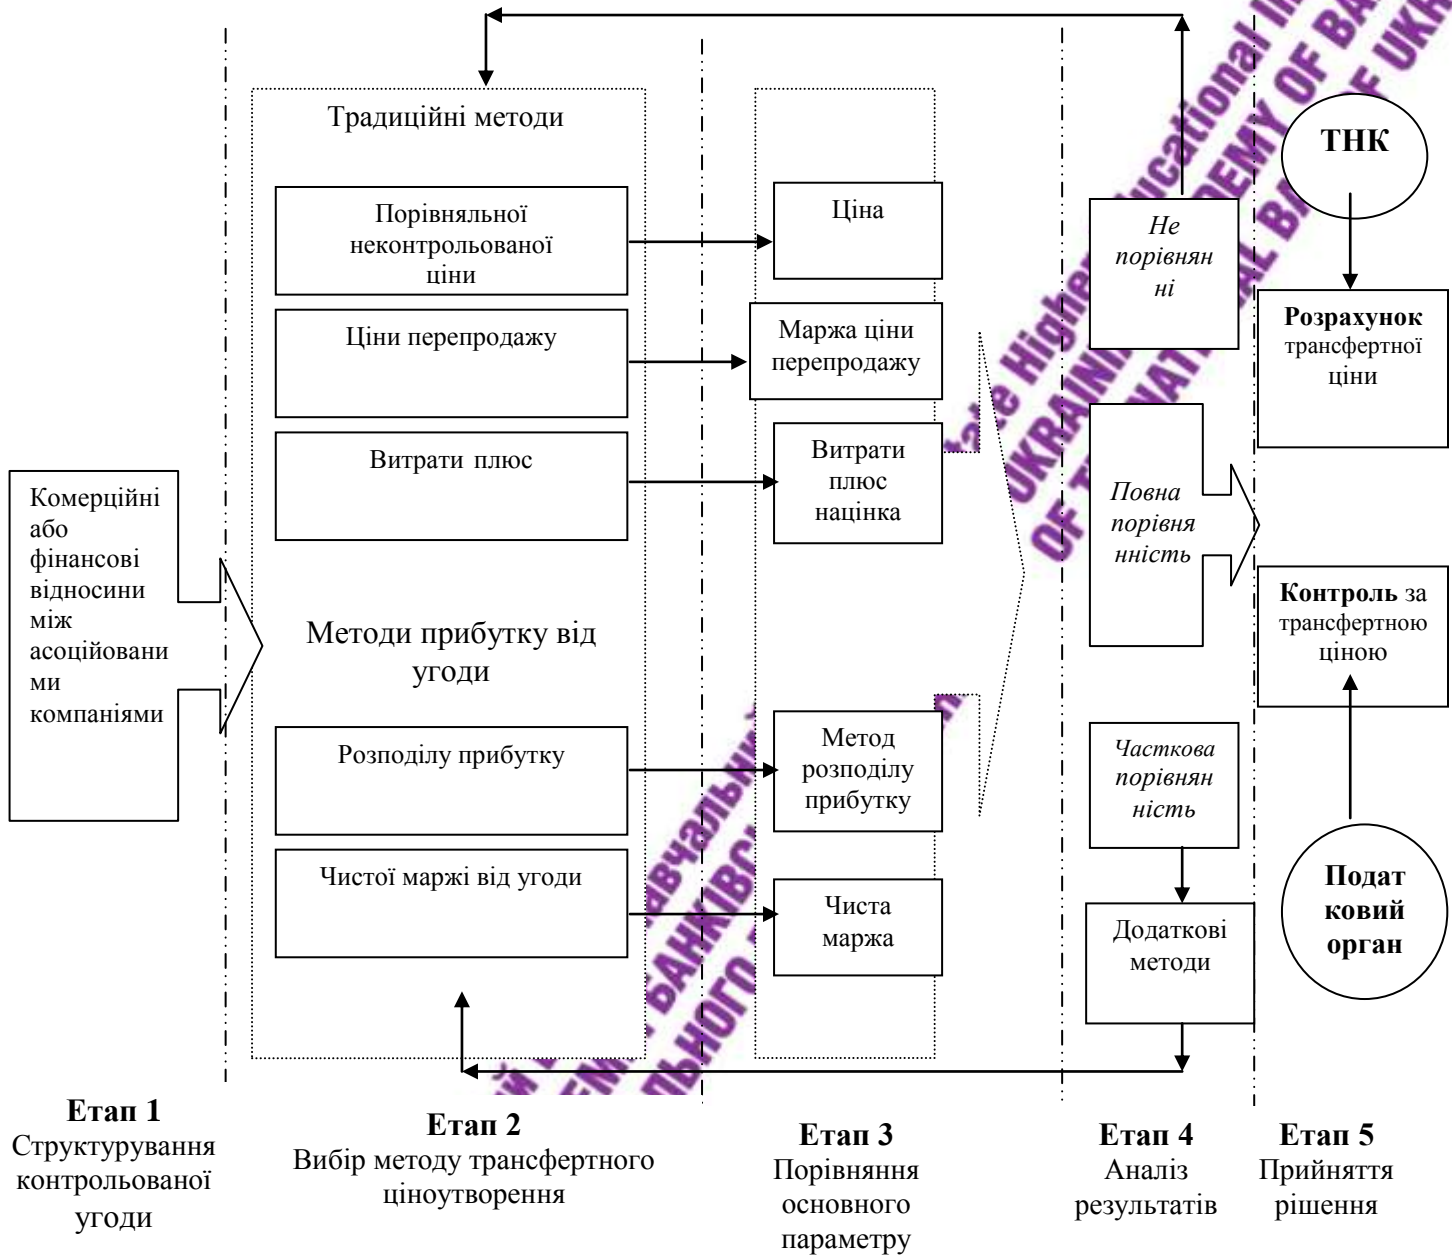 Традиційні методи
Порівняльної
неконтрольованої
ціни
Ціни перепродажу
Витрати плюс
Комерційні
або
фінансові
відносини
між
асоційовани
ми
компаніями
Методи прибутку від
угоди
Розподілу прибутку
Чистої маржі від угоди
Ціна
Маржа ціни
перепродажу
Витрати
плюс
націнка
Метод
розподілу
прибутку
Чиста
маржа
Не
порівнян
ні
Повна
порівня
нність
Часткова
порівнян
ність
Додаткові
методи
ТНК
Розрахунок
трансфертної
ціни
Контроль за
трансфертною
ціною
Подат
ковий
орган
Етап 1
Структурування
контрольованої
угоди
Етап 2
Вибір методу трансфертного
ціноутворення
Етап 3
Порівняння
основного
параметру
Етап 4
Аналіз
результатів
Етап 5
Прийняття
рішення